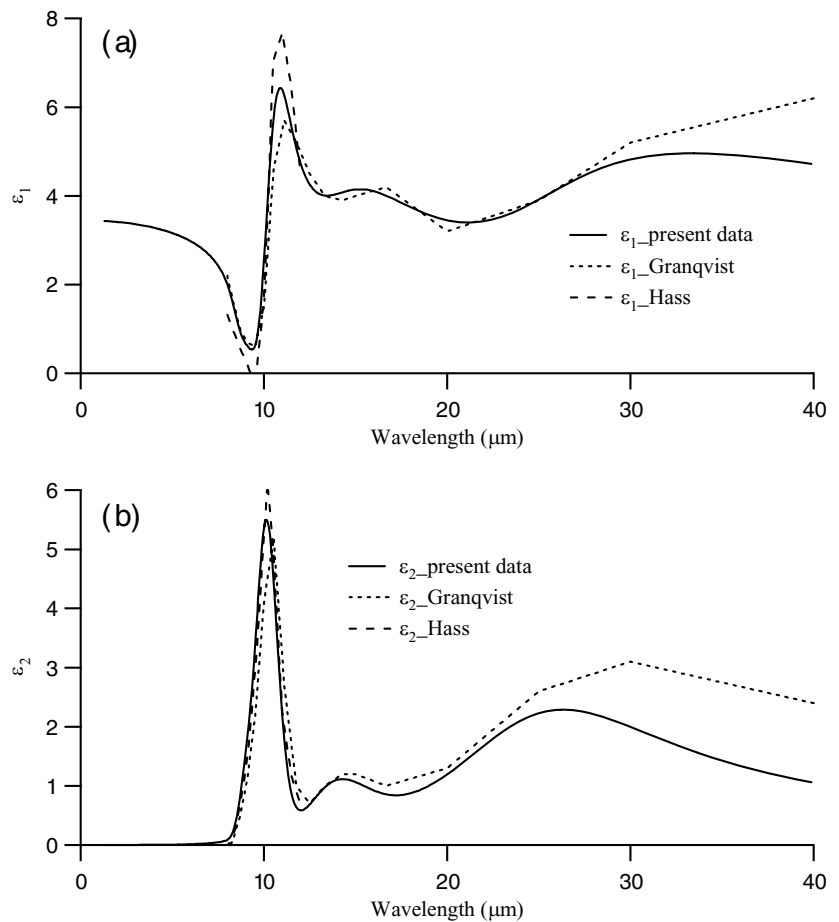 (a)
8
6
4
2
0
ε₁
ε₁_present data
ε₁_Granqvist
ε₁_Hass
0 10 20 30 40
Wavelength (μm)
(b)
6
5
4
3
2
1
0
ε₂
ε₂_present data
ε₂_Granqvist
ε₂_Hass
0 10 20 30 40
Wavelength (μm)